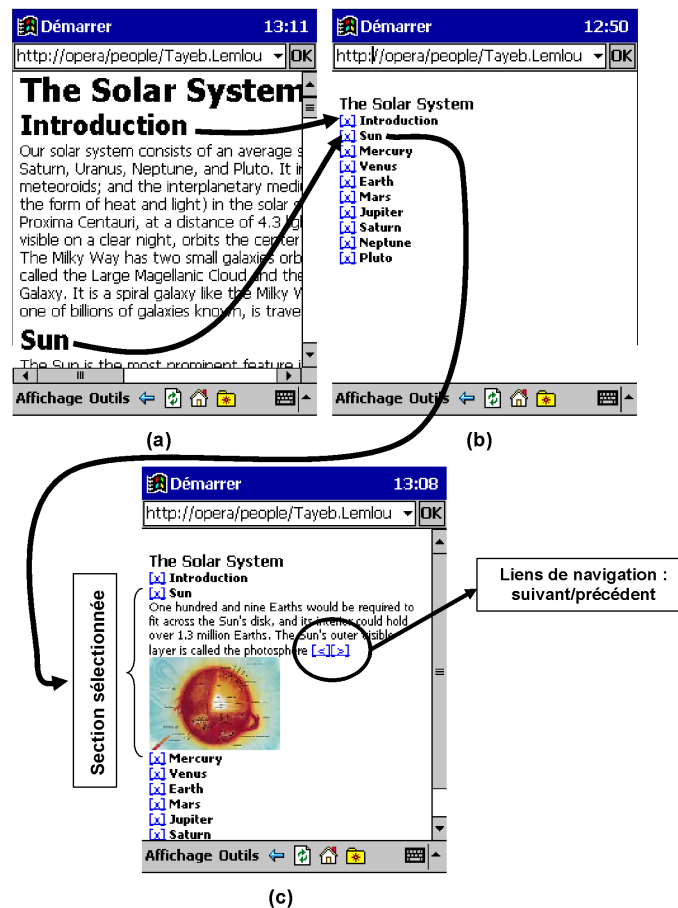 Démarrer 13:11
http://opera/people/Tayeb.Lemlou OK
The Solar System
Introduction
Our solar system consists of an average s
Saturn, Uranus, Neptune, and Pluto. It in
meteoroids; and the interplanetary mediu
the form of heat and light) in the solar s
Proxima Centauri, at a distance of 4.3 lig
visible on a clear night, orbits the center
The Milky Way has two small galaxies orb
called the Large Magellanic Cloud and the
Galaxy. It is a spiral galaxy like the Milky W
one of billions of galaxies known, is trave
Sun
The Sun is the most prominent feature i
Affichage Outils
(a)
Démarrer 12:50
http://opera/people/Tayeb.Lemlou OK
The Solar System
[x] Introduction
[x] Sun
[x] Mercury
[x] Venus
[x] Earth
[x] Mars
[x] Jupiter
[x] Saturn
[x] Neptune
[x] Pluto
Affichage Outils
(b)
Démarrer 13:08
http://opera/people/Tayeb.Lemlou OK
The Solar System
[x] Introduction
[x] Sun
One hundred and nine Earths would be required to
fit across the Sun's disk, and its interior could hold
over 1.3 million Earths. The Sun's outer visible
layer is called the photosphere [<][>]
[x] Mercury
[x] Venus
[x] Earth
[x] Mars
[x] Jupiter
[x] Saturn
Affichage Outils
(c)
Section sélectionnée
Liens de navigation :
suivant/précédent